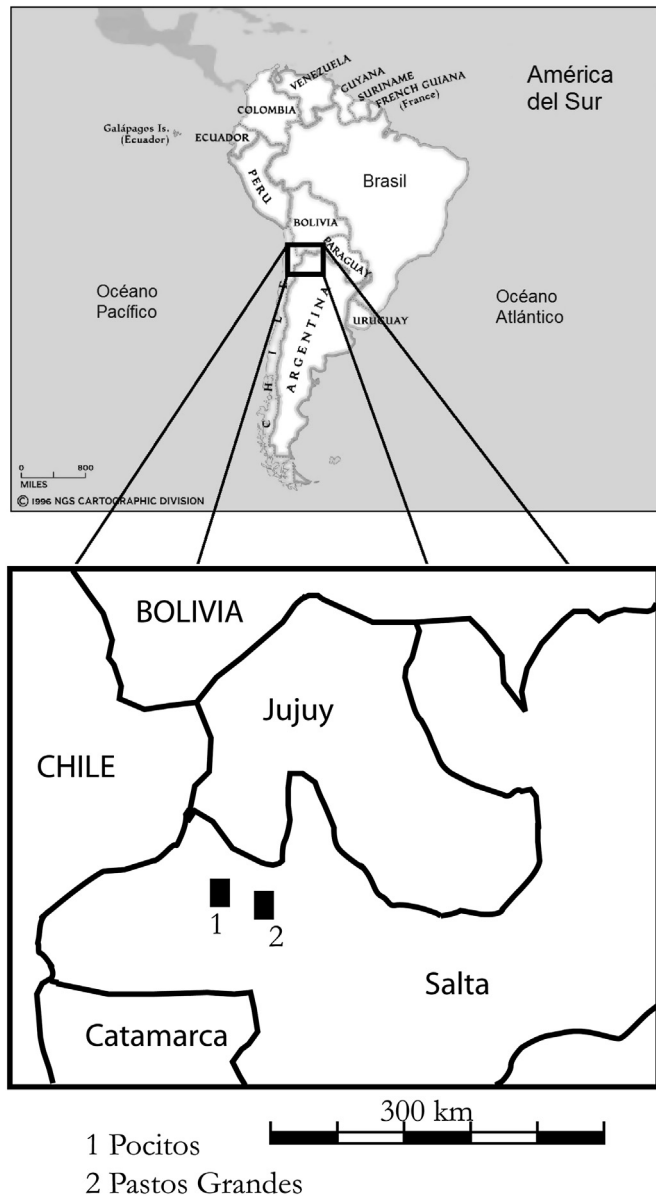 América
del Sur
VENEZUELA
GUYANA
SURINAME
FRENCH GUIANA
(France)
COLOMBIA
Galápagos Is.
(Ecuador)
ECUADOR
PERU
Brasil
BOLIVIA
PARAGUAY
Océano
Pacífico
Océano
Atlántico
URUGUAY
CHILE
ARGENTINA
0 800
MILES
© 1996 NGS CARTOGRAPHIC DIVISION
BOLIVIA
Jujuy
CHILE
1
2
Salta
Catamarca
300 km
1 Pocitos
2 Pastos Grandes